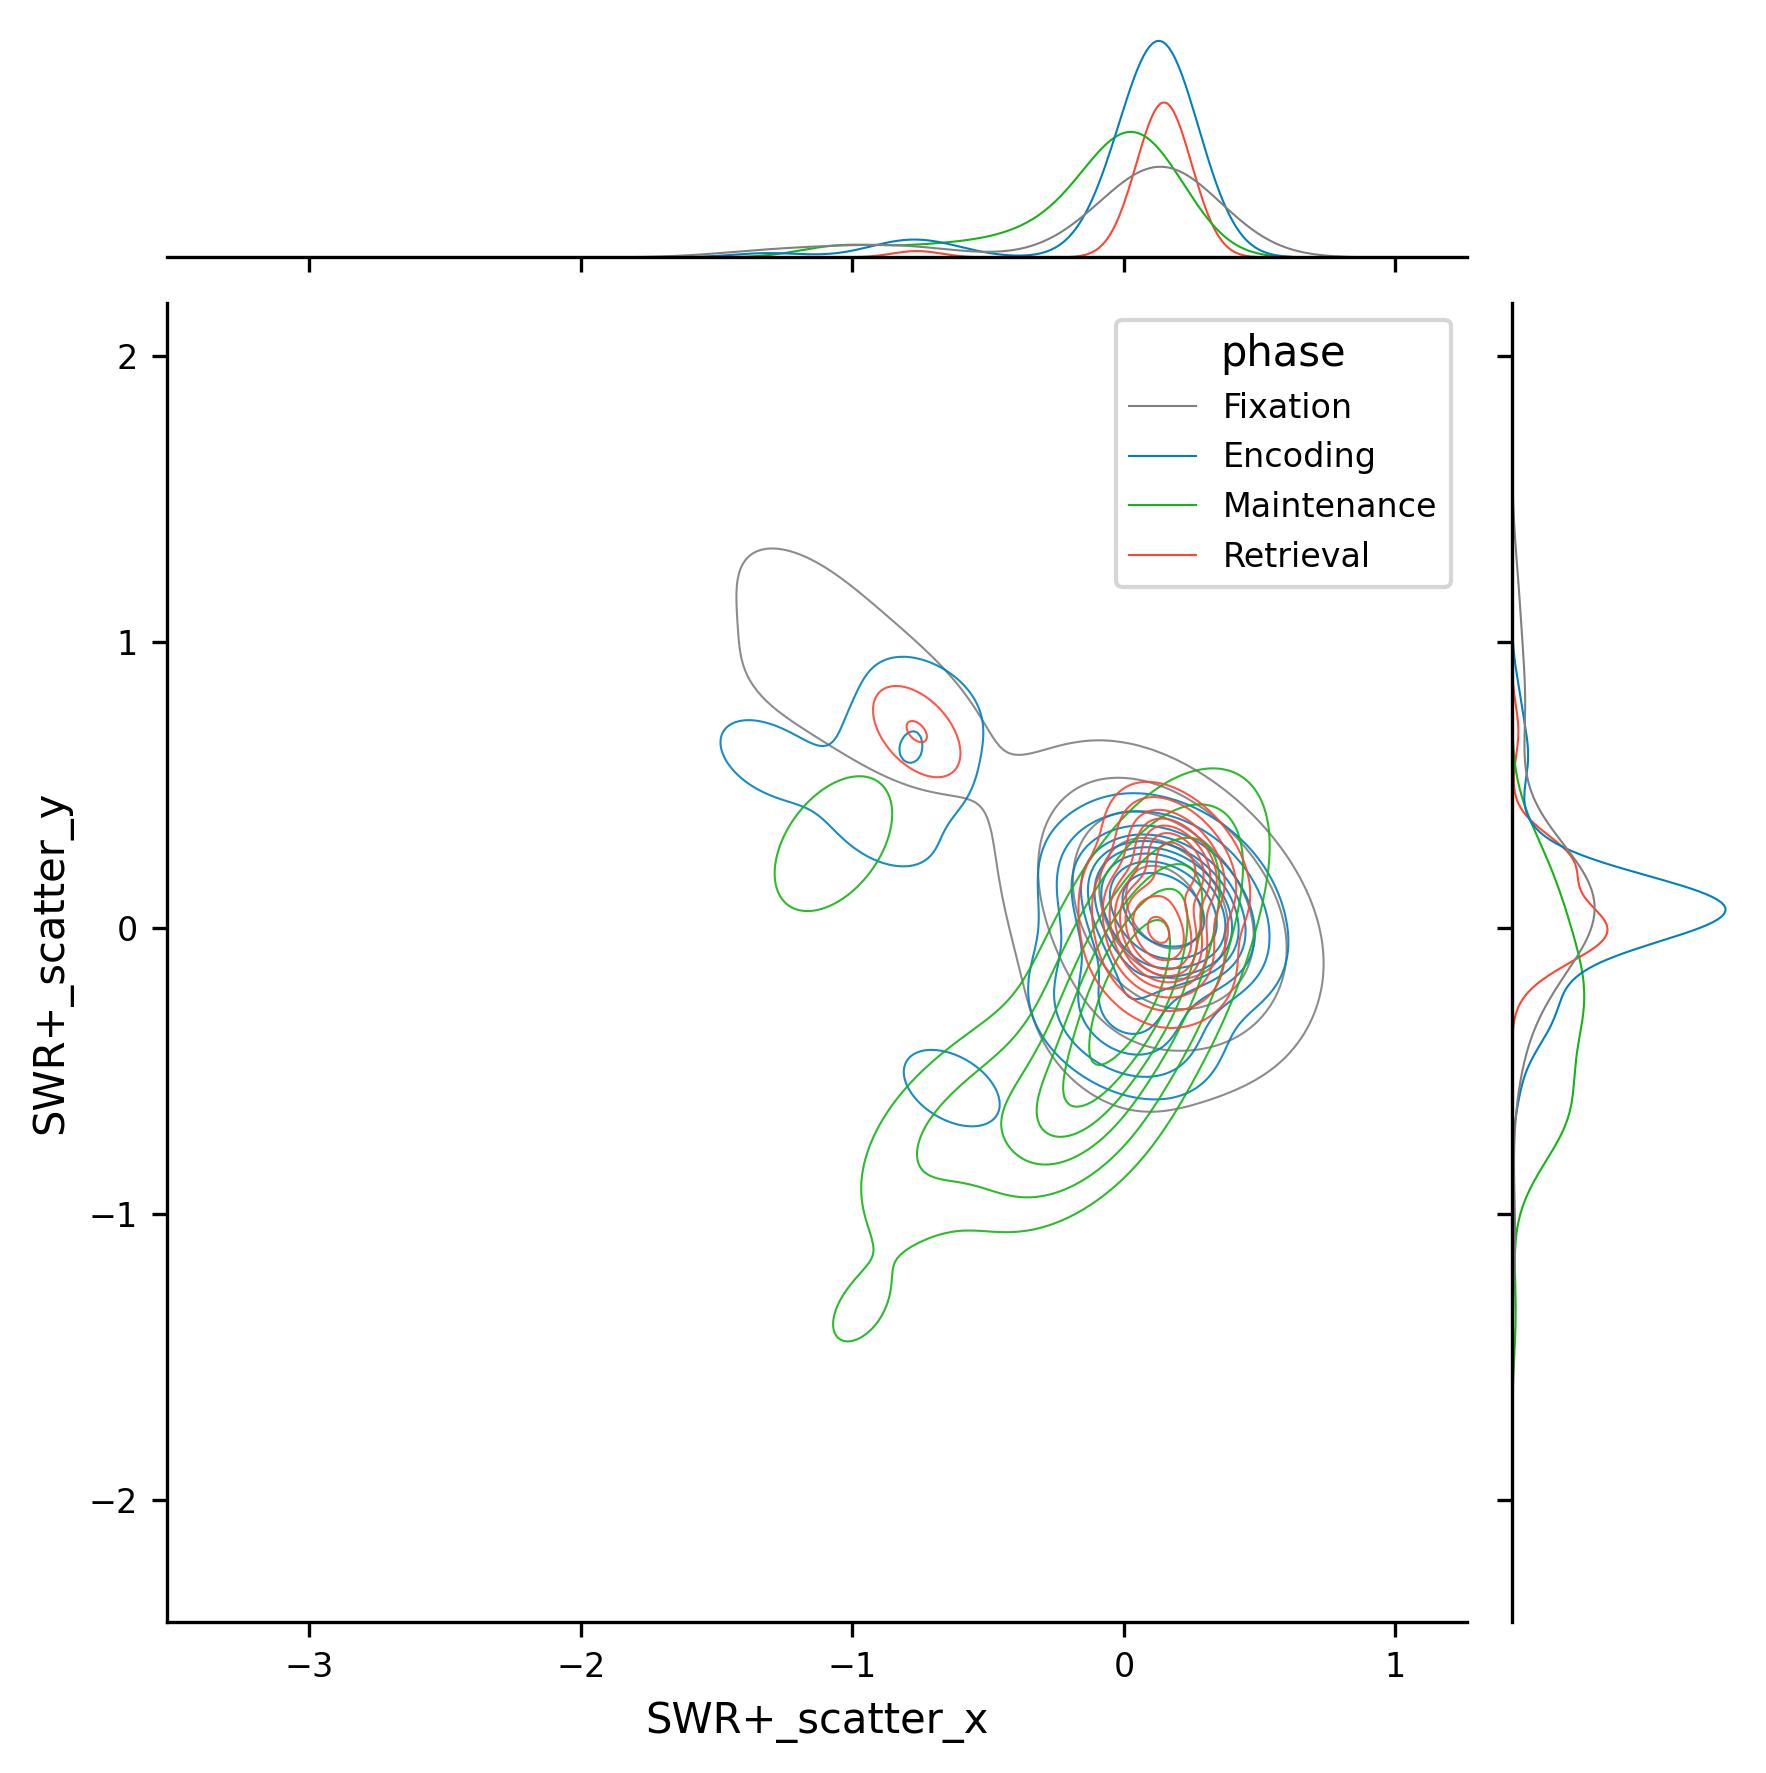 phase
Fixation
Encoding
Maintenance
Retrieval
2
1
0
−1
−2
SWR+_scatter_y
−3
−2
−1
0
1
SWR+_scatter_x